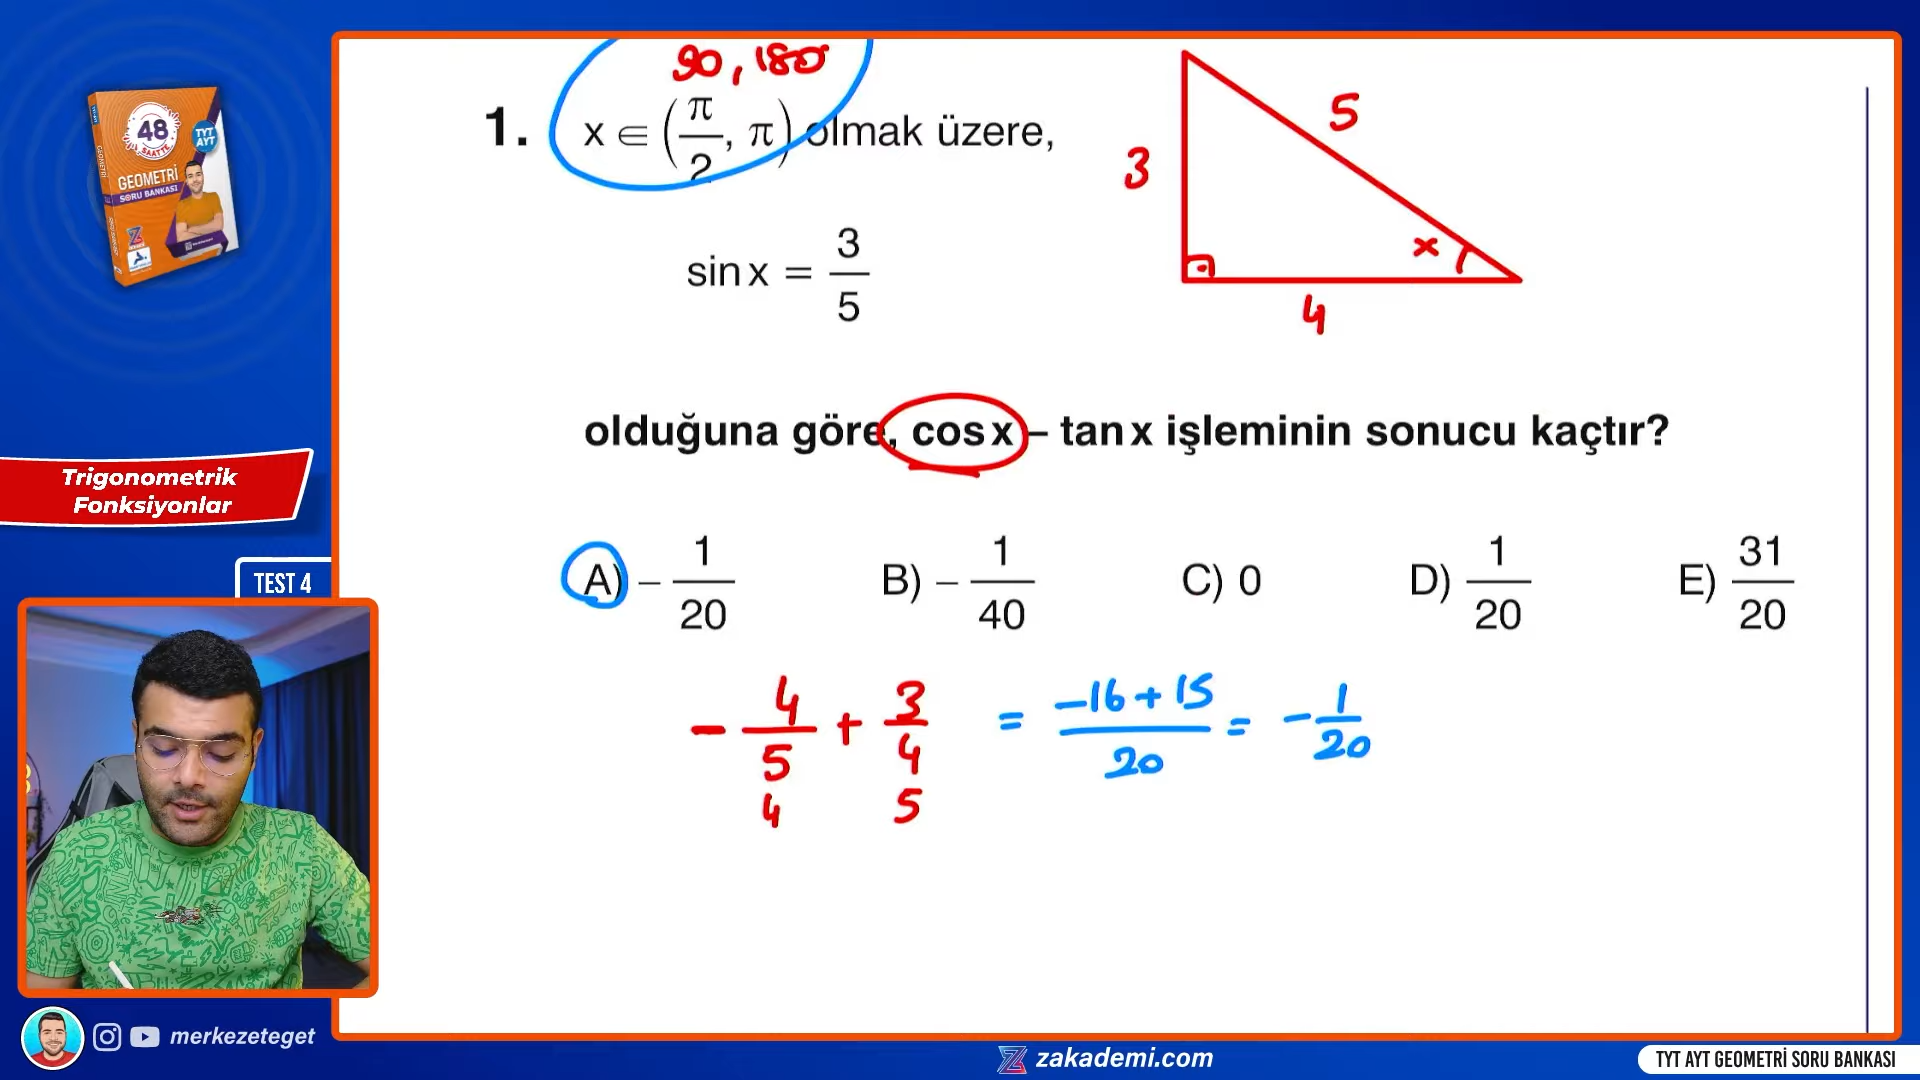 90, 180
1. x ∈ (π/2, π) olmak üzere,
sin x = 3/5
3
5
x
4
olduğuna göre, cos x – tan x işleminin sonucu kaçtır?
A) – 1/20 B) – 1/40 C) 0 D) 1/20 E) 31/20
- 4/5 + 3/4 = -16+15/20 = - 1/20
4 5
48
SAATTE
TYT
AYT
GEOMETRİ
SORU BANKASI
Trigonometrik
Fonksiyonlar
TEST 4
merkezeteget
zakademi.com
TYT AYT GEOMETRİ SORU BANKASI